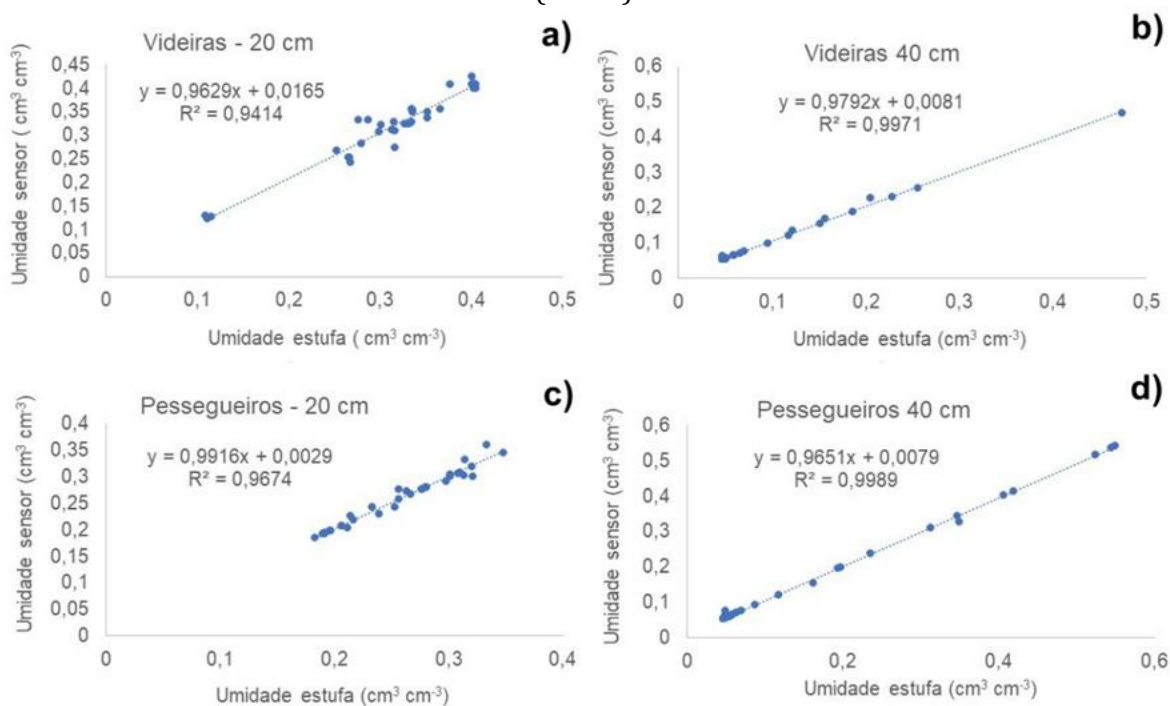 a)
Videiras - 20 cm
y = 0,9629x + 0,0165
R² = 0,9414
Umidade sensor ( cm³ cm⁻³)
0,45
0,4
0,35
0,3
0,25
0,2
0,15
0,1
0,05
0
0 0,1 0,2 0,3 0,4 0,5
Umidade estufa ( cm³ cm⁻³)
b)
Videiras 40 cm
y = 0,9792x + 0,0081
R² = 0,9971
Umidade sensor (cm³ cm⁻³)
0,6
0,5
0,4
0,3
0,2
0,1
0
0 0,1 0,2 0,3 0,4 0,5
Umidade estufa (cm³ cm⁻³)
c)
Pessegueiros - 20 cm
y = 0,9916x + 0,0029
R² = 0,9674
Umidade sensor (cm³ cm⁻³)
0,4
0,35
0,3
0,25
0,2
0,15
0,1
0,05
0
0 0,1 0,2 0,3 0,4
Umidade estufa (cm³ cm⁻³)
d)
Pessegueiros 40 cm
y = 0,9651x + 0,0079
R² = 0,9989
Umidade sensor (cm³ cm⁻³)
0,6
0,5
0,4
0,3
0,2
0,1
0
0 0,2 0,4 0,6
Umidade estufa (cm³ cm⁻³)